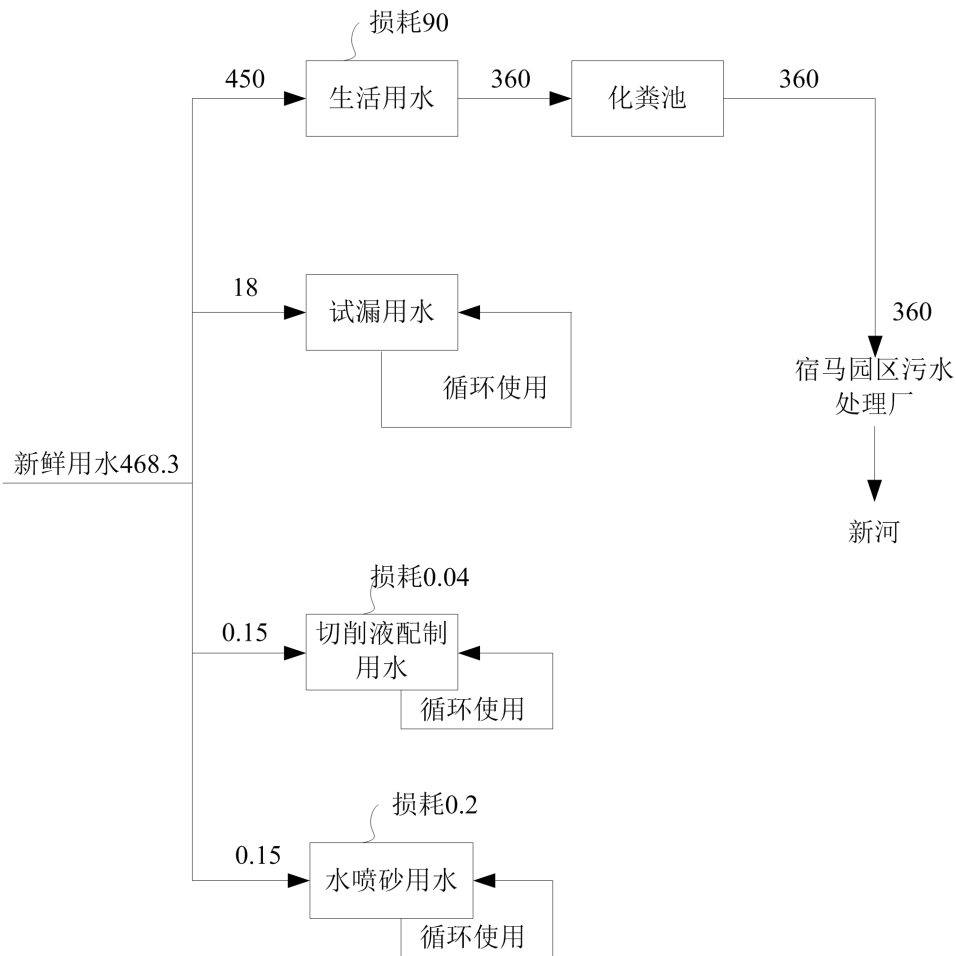 损耗90
450
生活用水
360
化粪池
360
18
试漏用水
循环使用
360
宿马园区污水
处理厂
新鲜用水468.3
新河
损耗0.04
0.15
切削液配制
用水
循环使用
损耗0.2
0.15
水喷砂用水
循环使用